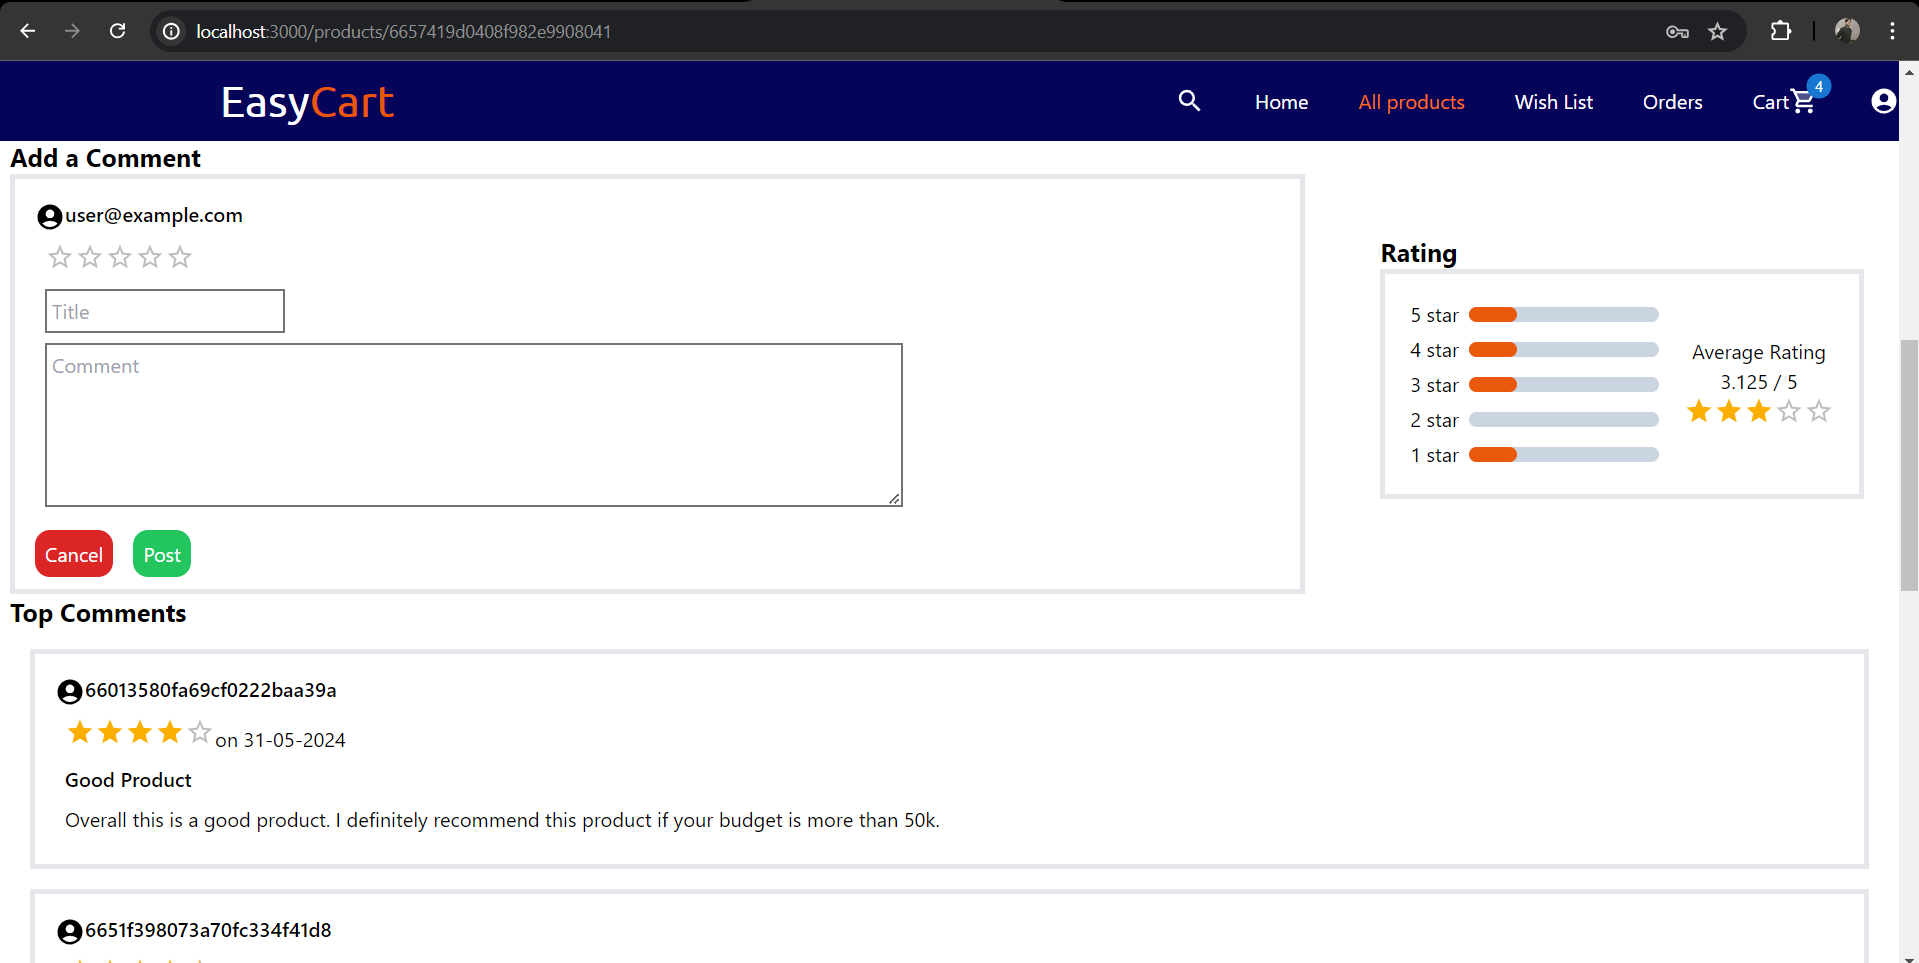 localhost:3000/products/6657419d0408f982e9908041
EasyCart
Home
All products
Wish List
Orders
Cart
4
Add a Comment
user@example.com
Title
Comment
Cancel
Post
Rating
5 star
4 star
3 star
2 star
1 star
Average Rating
3.125 / 5
Top Comments
66013580fa69cf0222baa39a
on 31-05-2024
Good Product
Overall this is a good product. I definitely recommend this product if your budget is more than 50k.
6651f398073a70fc334f41d8